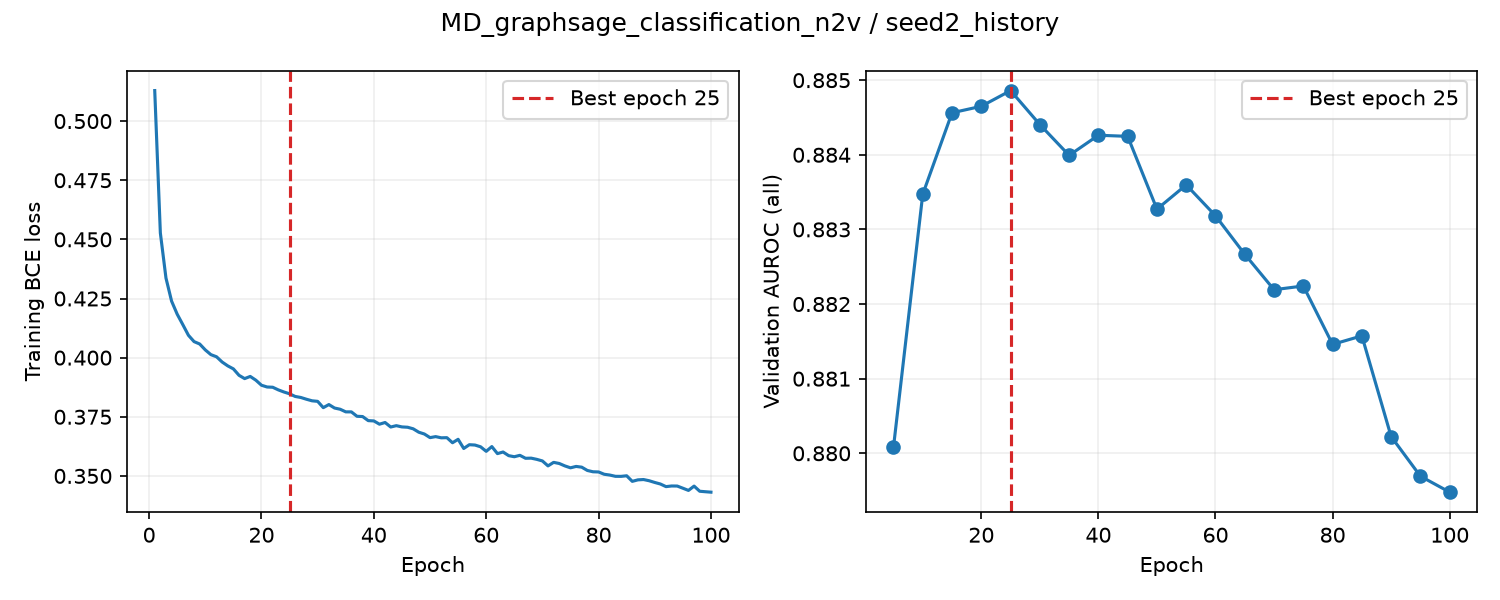 MD_graphsage_classification_n2v / seed2_history
Training BCE loss
0.500
0.475
0.450
0.425
0.400
0.375
0.350
Best epoch 25
0 20 40 60 80 100
Epoch
Validation AUROC (all)
0.885
0.884
0.883
0.882
0.881
0.880
Best epoch 25
20 40 60 80 100
Epoch